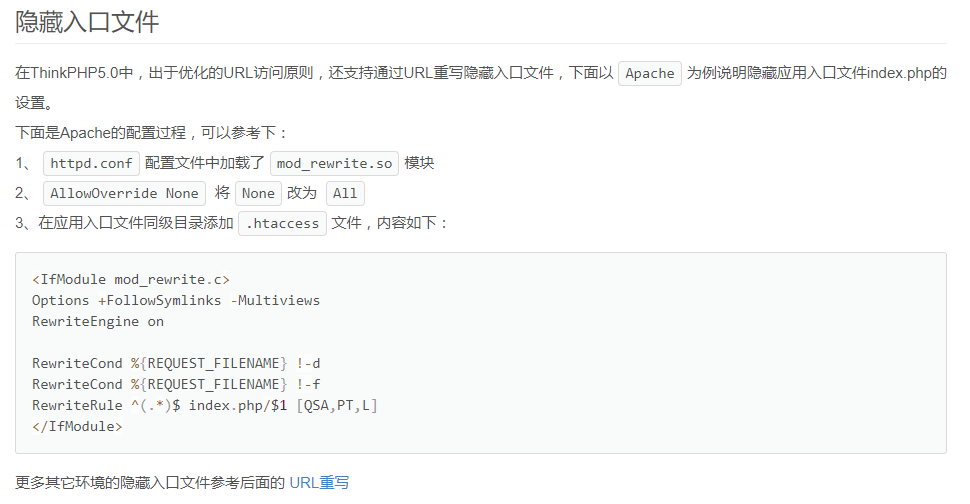 隐藏入口文件
在ThinkPHP5.0中，出于优化的URL访问原则，还支持通过URL重写隐藏入口文件，下面以 Apache 为例说明隐藏应用入口文件index.php的
设置。
下面是Apache的配置过程，可以参考下：
1、 httpd.conf 配置文件中加载了 mod_rewrite.so 模块
2、 AllowOverride None 将 None 改为 All
3、在应用入口文件同级目录添加 .htaccess 文件，内容如下：
<IfModule mod_rewrite.c>
Options +FollowSymlinks -Multiviews
RewriteEngine on
RewriteCond %{REQUEST_FILENAME} !-d
RewriteCond %{REQUEST_FILENAME} !-f
RewriteRule ^(.*)$ index.php/$1 [QSA,PT,L]
</IfModule>
更多其它环境的隐藏入口文件参考后面的 URL重写